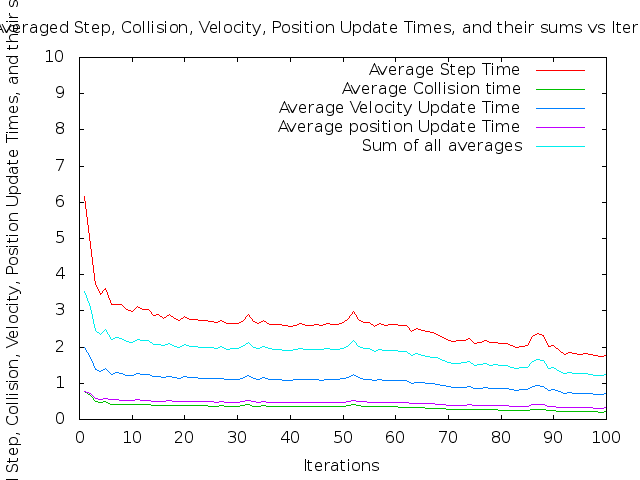 Averaged Step, Collision, Velocity, Position Update Times, and their sums vs Iter
Step, Collision, Velocity, Position Update Times, and their s
10
9
8
7
6
5
4
3
2
1
0
Average Step Time
Average Collision time
Average Velocity Update Time
Average position Update Time
Sum of all averages
0 10 20 30 40 50 60 70 80 90 100
Iterations